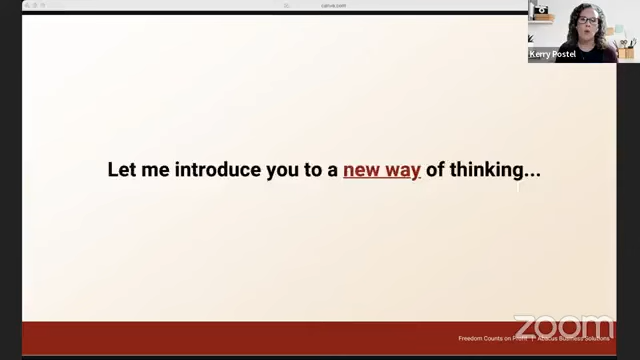 canva.com
Kerry Postel
Let me introduce you to a new way of thinking...
Freedom Counts on Profit | Abacus Business Solutions
zoom